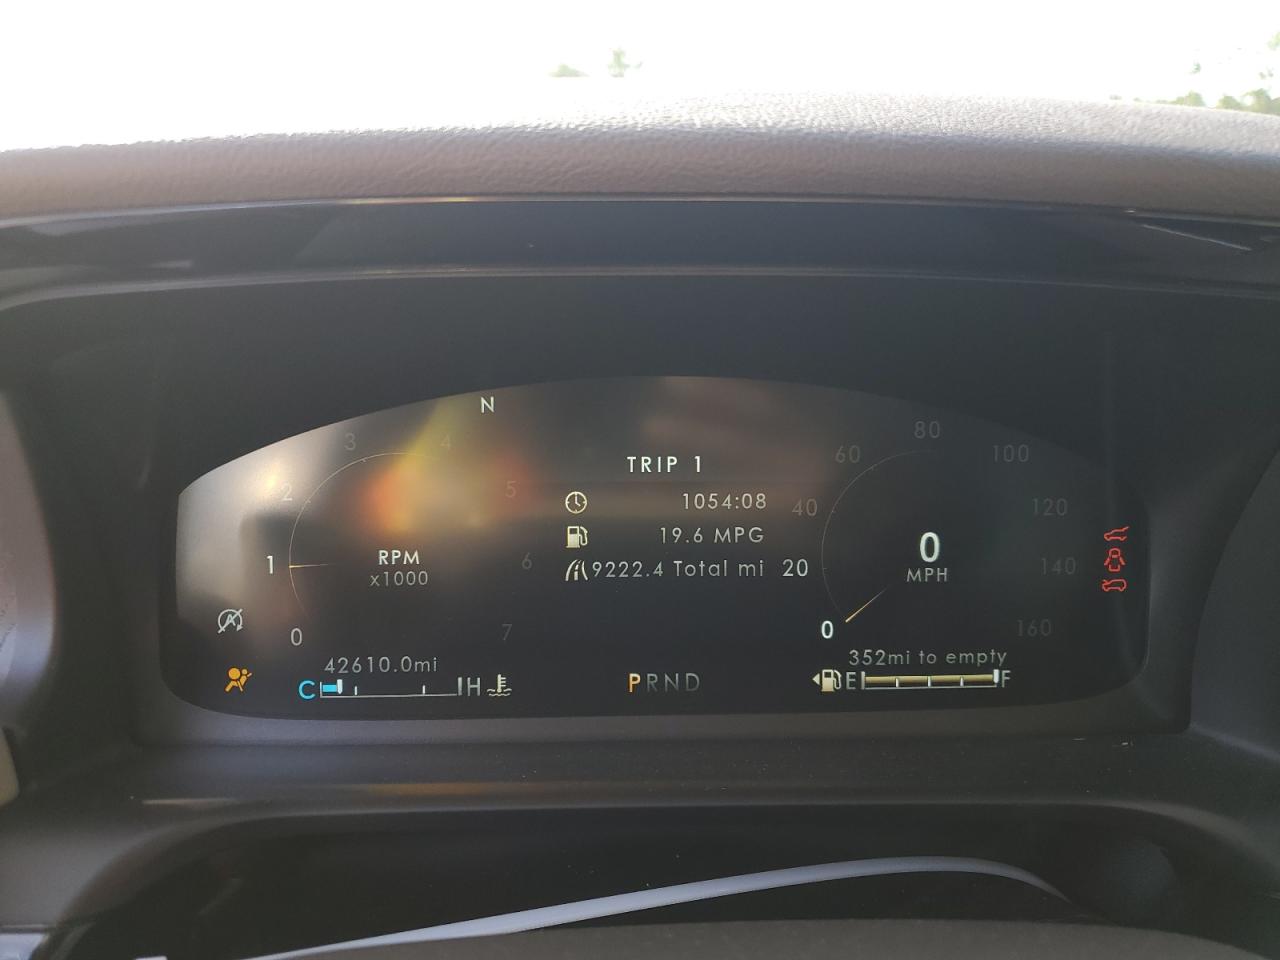 N
TRIP 1
1054:08
19.6 MPG
9222.4 Total mi
0
1
2
3
4
5
6
7
RPM
x1000
0
20
40
60
80
100
120
140
160
0
MPH
A
42610.0mi
C H
PRND
352mi to empty
E F